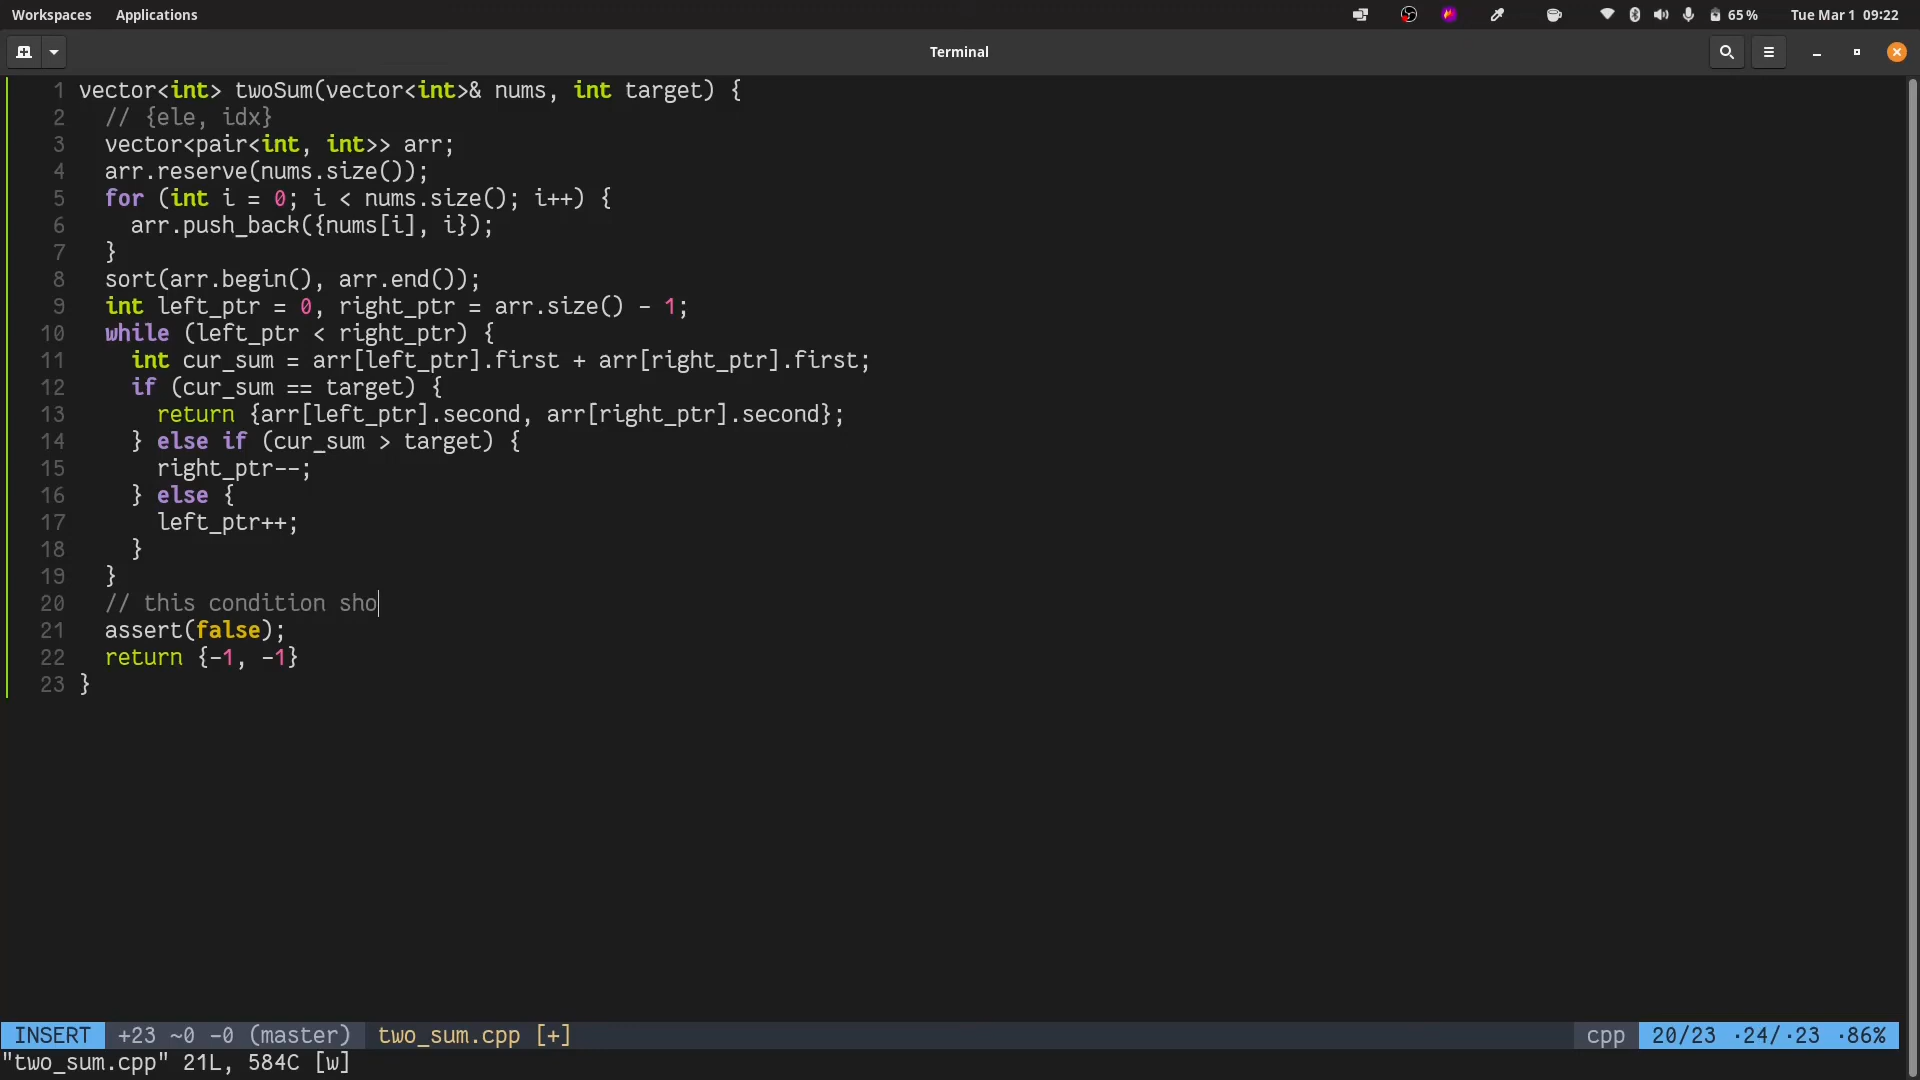 Workspaces Applications 65% Tue Mar 1 09:22
Terminal
1 vector<int> twoSum(vector<int>& nums, int target) {
2 // {ele, idx}
3 vector<pair<int, int>> arr;
4 arr.reserve(nums.size());
5 for (int i = 0; i < nums.size(); i++) {
6 arr.push_back({nums[i], i});
7 }
8 sort(arr.begin(), arr.end());
9 int left_ptr = 0, right_ptr = arr.size() - 1;
10 while (left_ptr < right_ptr) {
11 int cur_sum = arr[left_ptr].first + arr[right_ptr].first;
12 if (cur_sum == target) {
13 return {arr[left_ptr].second, arr[right_ptr].second};
14 } else if (cur_sum > target) {
15 right_ptr--;
16 } else {
17 left_ptr++;
18 }
19 }
20 // this condition sho
21 assert(false);
22 return {-1, -1}
23 }
INSERT +23 ~0 -0 (master) two_sum.cpp [+] cpp 20/23 ·24/·23 ·86%
"two_sum.cpp" 21L, 584C [w]